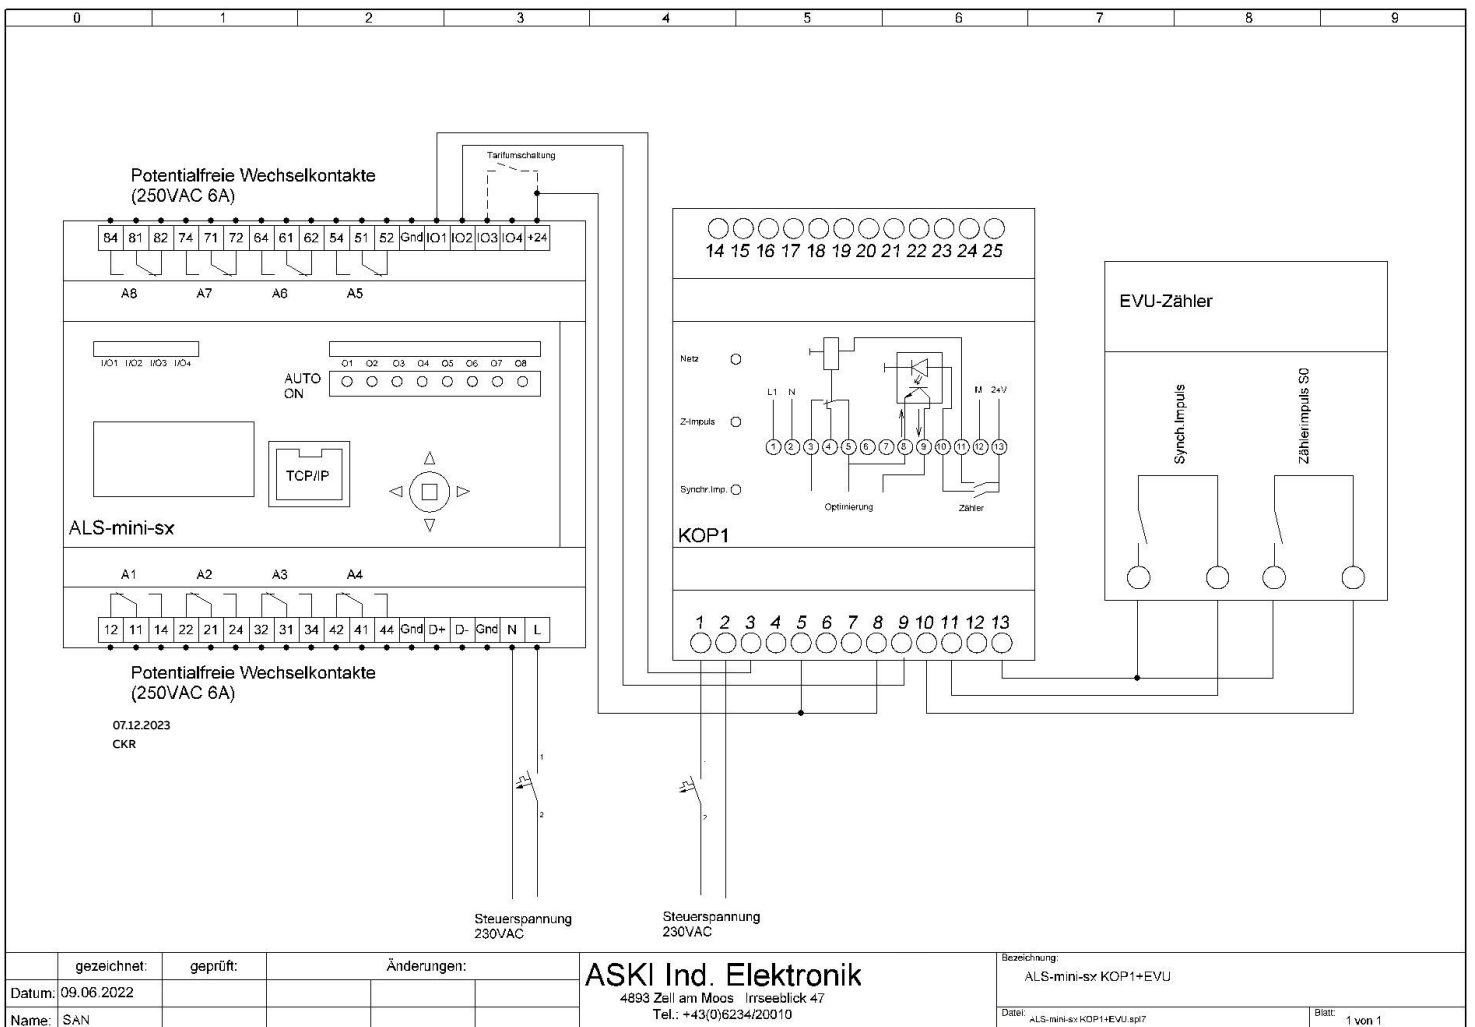 0 1 2 3 4 5 6 7 8 9
Tarifumschaltung
Potentialfreie Wechselkontakte
(250VAC 6A)
84 81 82 74 71 72 64 61 62 54 51 52 Gnd IO1 IO2 IO3 IO4 +24
A8 A7 A6 A5
I/O1 I/O2 I/O3 I/O4
O1 O2 O3 O4 O5 O6 O7 O8
AUTO
ON
TCP/IP
ALS-mini-sx
A1 A2 A3 A4
12 11 14 22 21 24 32 31 34 42 41 44 Gnd D+ D- Gnd N L
Potentialfreie Wechselkontakte
(250VAC 6A)
07.12.2023
CKR
1
2
Steuerspannung
230VAC
14 15 16 17 18 19 20 21 22 23 24 25
Netz
L1 N M 24V
Z-Impuls
1 2 3 4 5 6 7 8 9 10 11 12 13
Synchr.Imp.
Optimierung Zähler
KOP1
1 2 3 4 5 6 7 8 9 10 11 12 13
2
Steuerspannung
230VAC
EVU-Zähler
Synch.Impuls
Zählerimpuls S0
gezeichnet: geprüft: Änderungen:
Datum: 09.06.2022
Name: SAN
ASKI Ind. Elektronik
4893 Zell am Moos Irrseeblick 47
Tel.: +43(0)6234/20010
Bezeichnung:
ALS-mini-sx KOP1+EVU
Datei: ALS-mini-sx KOP1+EVU.spl7
Blatt: 1 von 1